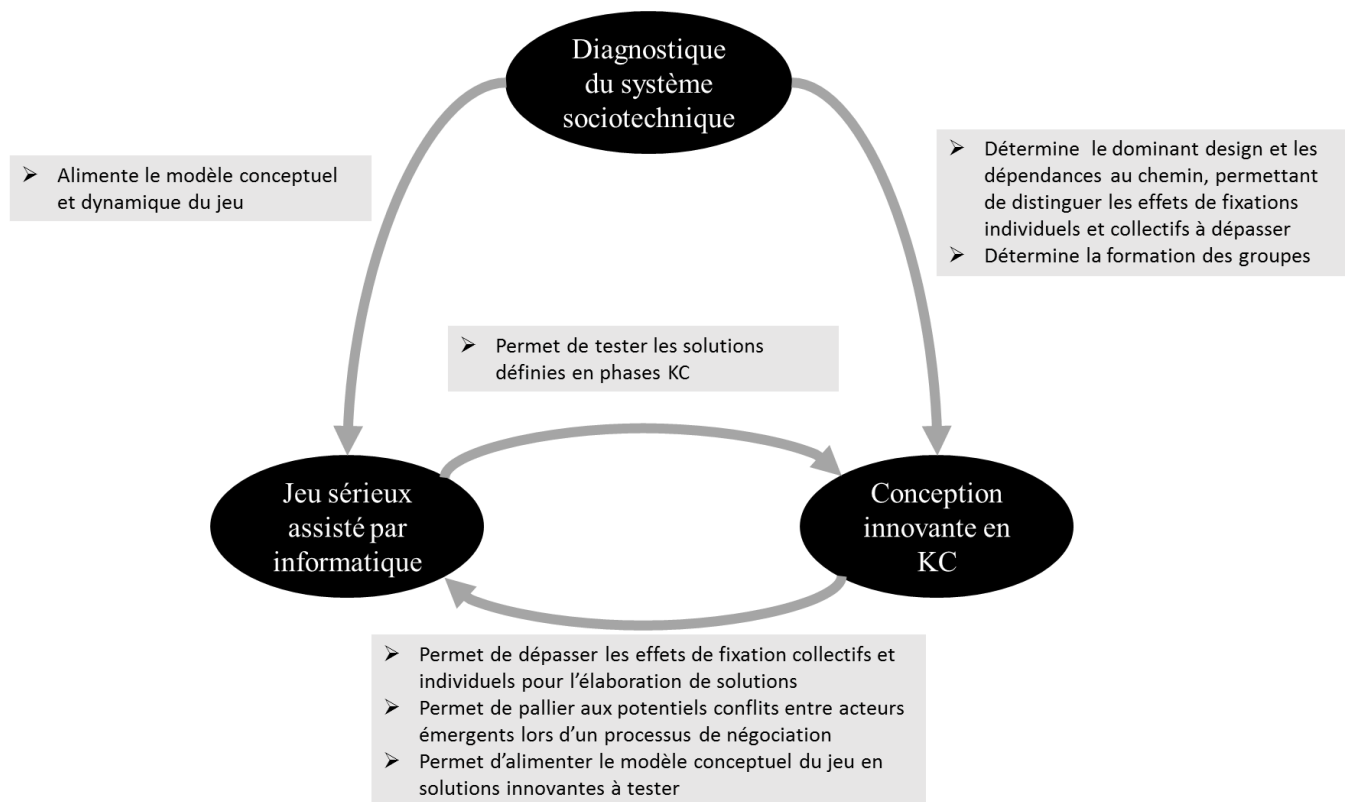 Diagnostique
du système
sociotechnique
➢ Alimente le modèle conceptuel
et dynamique du jeu
➢ Détermine le dominant design et les
dépendances au chemin, permettant
de distinguer les effets de fixations
individuels et collectifs à dépasser
➢ Détermine la formation des groupes
➢ Permet de tester les solutions
définies en phases KC
Jeu sérieux
assisté par
informatique
Conception
innovante en
KC
➢ Permet de dépasser les effets de fixation collectifs et
individuels pour l’élaboration de solutions
➢ Permet de pallier aux potentiels conflits entre acteurs
émergents lors d’un processus de négociation
➢ Permet d’alimenter le modèle conceptuel du jeu en
solutions innovantes à tester